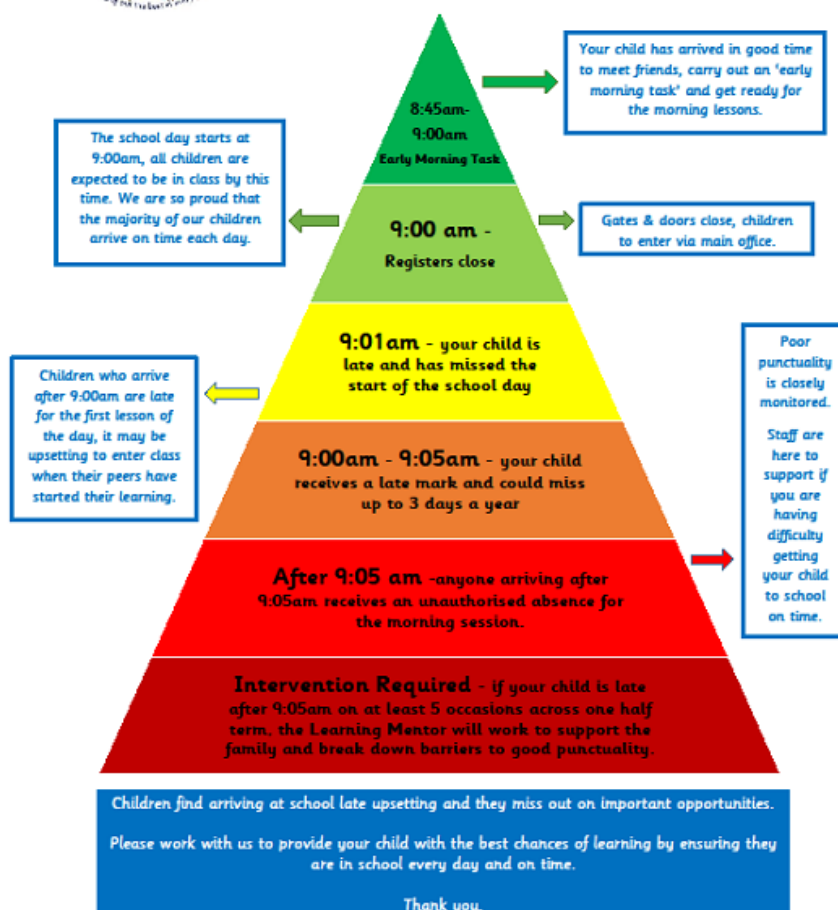 Your child has arrived in good time
to meet friends, carry out an 'early
morning task' and get ready for
the morning lessons.
8:45am-
9:00am
Early Morning Task
The school day starts at
9:00am, all children are
expected to be in class by this
time. We are so proud that
the majority of our children
arrive on time each day.
9:00 am -
Registers close
Gates & doors close, children
to enter via main office.
9:01am - your child is
late and has missed the
start of the school day
Children who arrive
after 9:00am are late
for the first lesson of
the day, it may be
upsetting to enter class
when their peers have
started their learning.
Poor
punctuality
is closely
monitored.
Staff are
here to
support if
you are
having
difficulty
getting
your child
to school
on time.
9:00am - 9:05am - your child
receives a late mark and could miss
up to 3 days a year
After 9:05 am -anyone arriving after
9:05am receives an unauthorised absence for
the morning session.
Intervention Required - if your child is late
after 9:05am on at least 5 occasions across one half
term, the Learning Mentor will work to support the
family and break down barriers to good punctuality.
Children find arriving at school late upsetting and they miss out on important opportunities.
Please work with us to provide your child with the best chances of learning by ensuring they
are in school every day and on time.
Thank you.